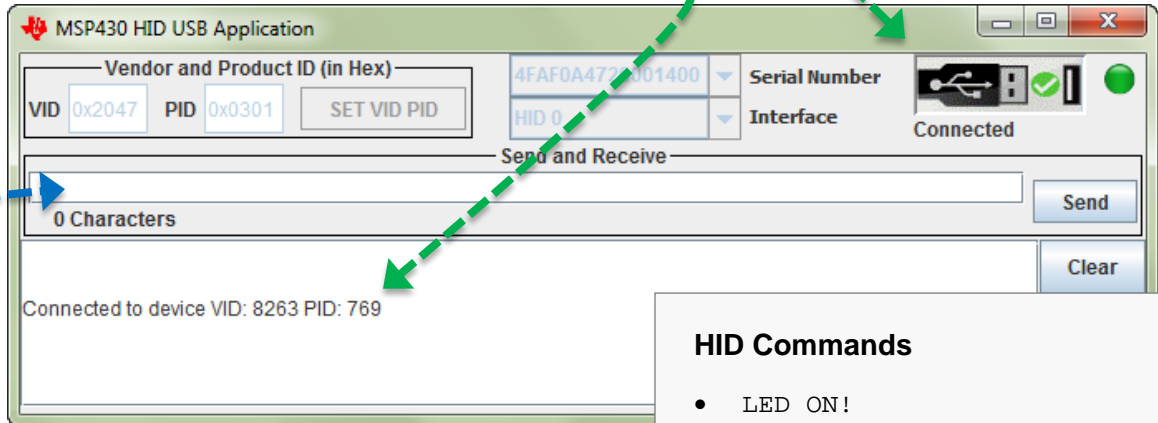 MSP430 HID USB Application
Vendor and Product ID (in Hex)
VID 0x2047 PID 0x0301 SET VID PID
Serial Number
HID 0 Interface
Connected
Send and Receive
Send
0 Characters
Clear
Connected to device VID: 8263 PID: 769
HID Commands
• LED ON!